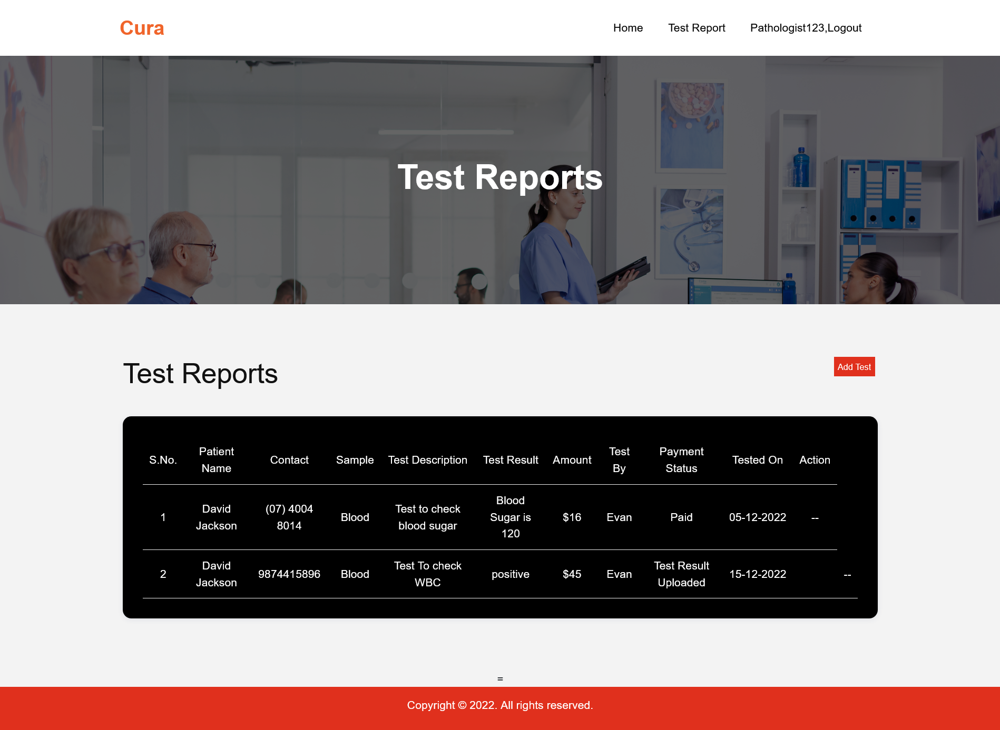 Cura
Home Test Report Pathologist123,Logout
Test Reports
Test Reports
Add Test
S.No. Patient Name Contact Sample Test Description Test Result Amount Test By Payment Status Tested On Action
1 David Jackson (07) 4004 8014 Blood Test to check blood sugar Blood Sugar is 120 $16 Evan Paid 05-12-2022 --
2 David Jackson 9874415896 Blood Test To check WBC positive $45 Evan Test Result Uploaded 15-12-2022 --
=
Copyright © 2022. All rights reserved.